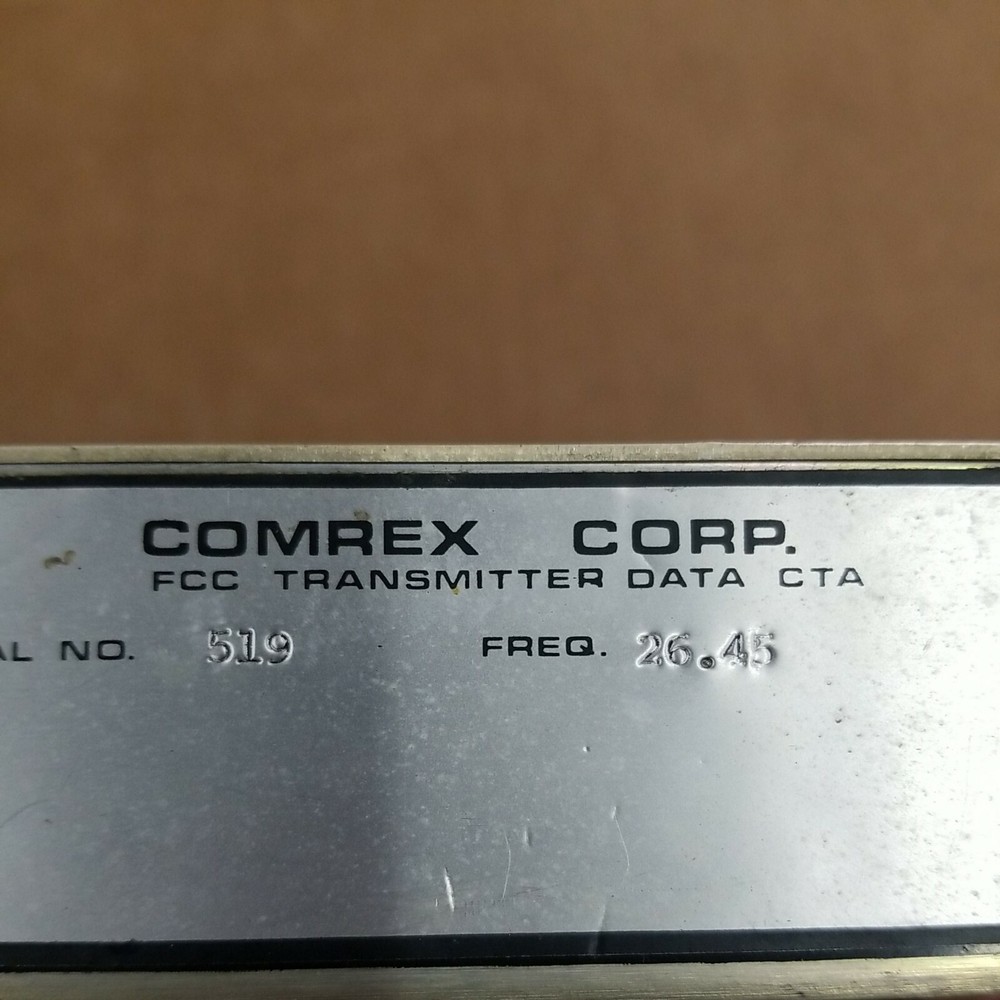 COMREX CORP.
FCC TRANSMITTER DATA CTA
AL NO. 519 FREQ. 26.45